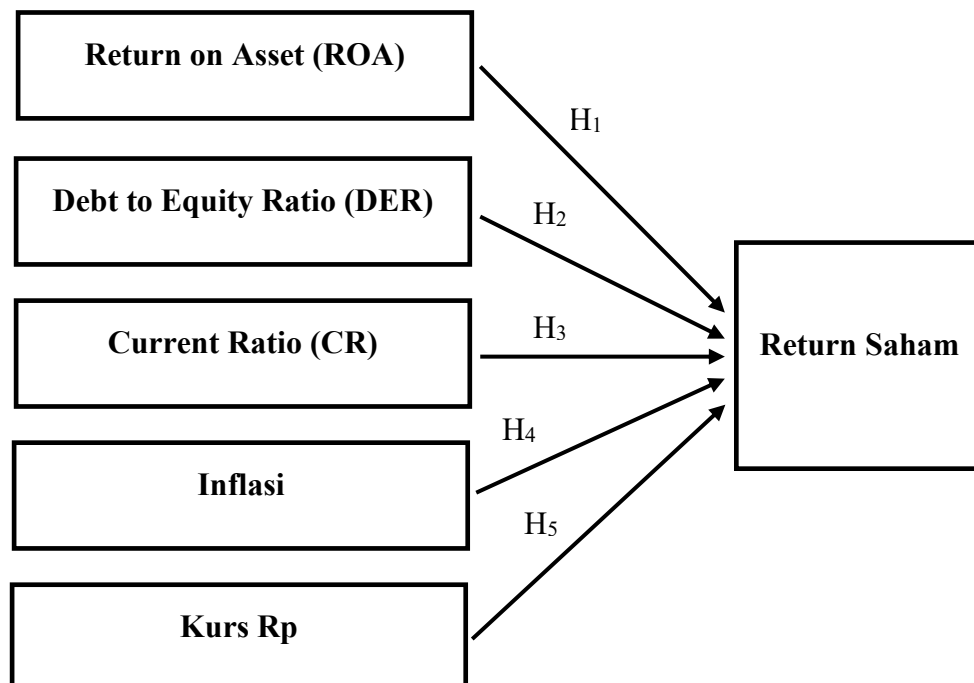 Return on Asset (ROA)
H₁
Debt to Equity Ratio (DER)
H₂
Current Ratio (CR)
H₃
Return Saham
Inflasi
H₄
Kurs Rp
H₅